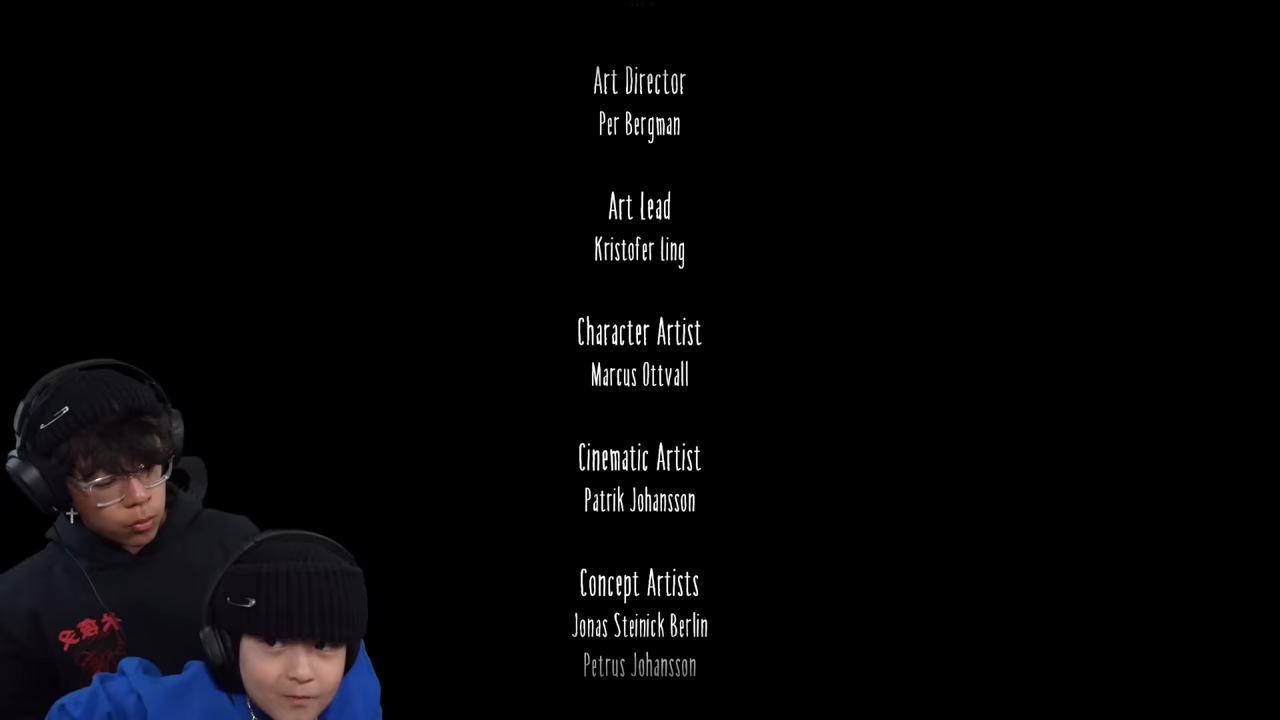 Art Director
Per Bergman
Art Lead
Kristofer Ling
Character Artist
Marcus Ottvall
Cinematic Artist
Patrik Johansson
Concept Artists
Jonas Steinick Berlin
Petrus Johansson